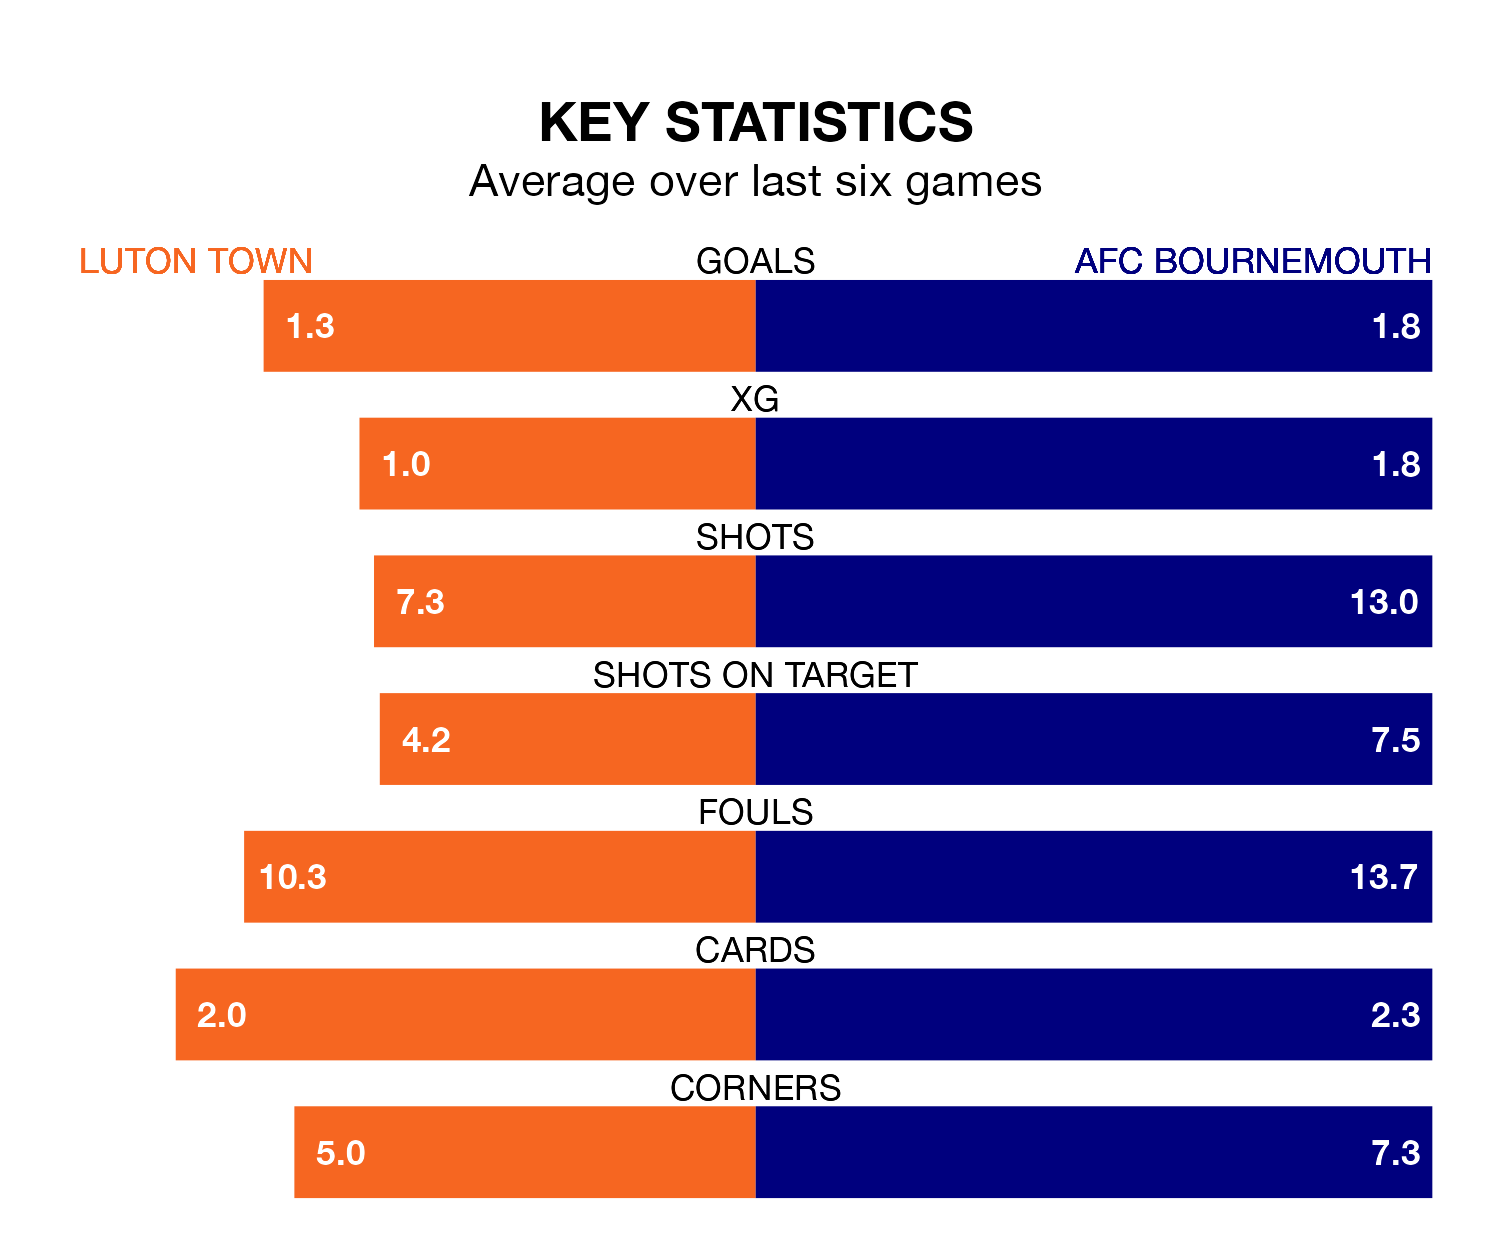 KEY STATISTICS
Average over last six games
LUTON TOWN GOALS AFC BOURNEMOUTH
1.3 1.8
XG
1.0 1.8
SHOTS
7.3 13.0
SHOTS ON TARGET
4.2 7.5
FOULS
10.3 13.7
CARDS
2.0 2.3
CORNERS
5.0 7.3